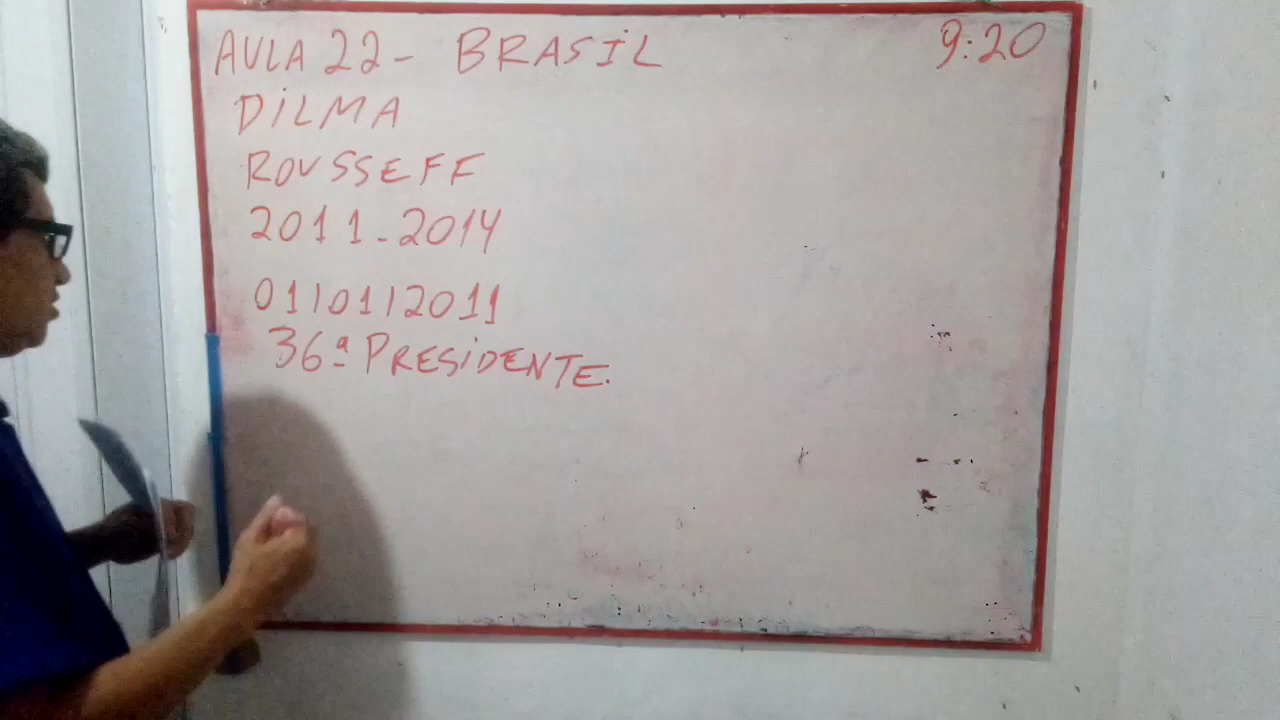 AULA 22 - BRASIL 9:20
DILMA
ROUSSEFF
2011-2014
01/01/2011
36ª PRESIDENTE.